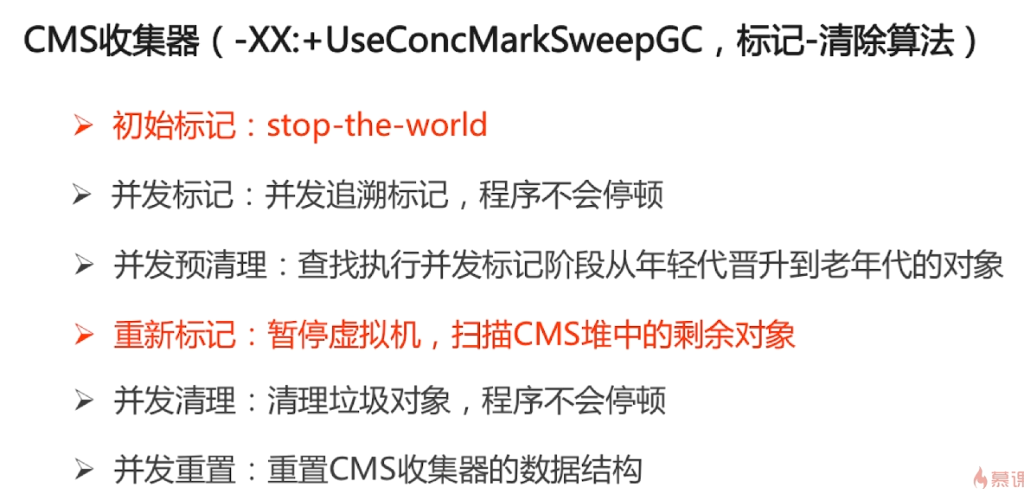 CMS收集器（-XX:+UseConcMarkSweepGC，标记-清除算法）
初始标记：stop-the-world
并发标记：并发追溯标记，程序不会停顿
并发预清理：查找执行并发标记阶段从年轻代晋升到老年代的对象
重新标记：暂停虚拟机，扫描CMS堆中的剩余对象
并发清理：清理垃圾对象，程序不会停顿
并发重置：重置CMS收集器的数据结构
慕课